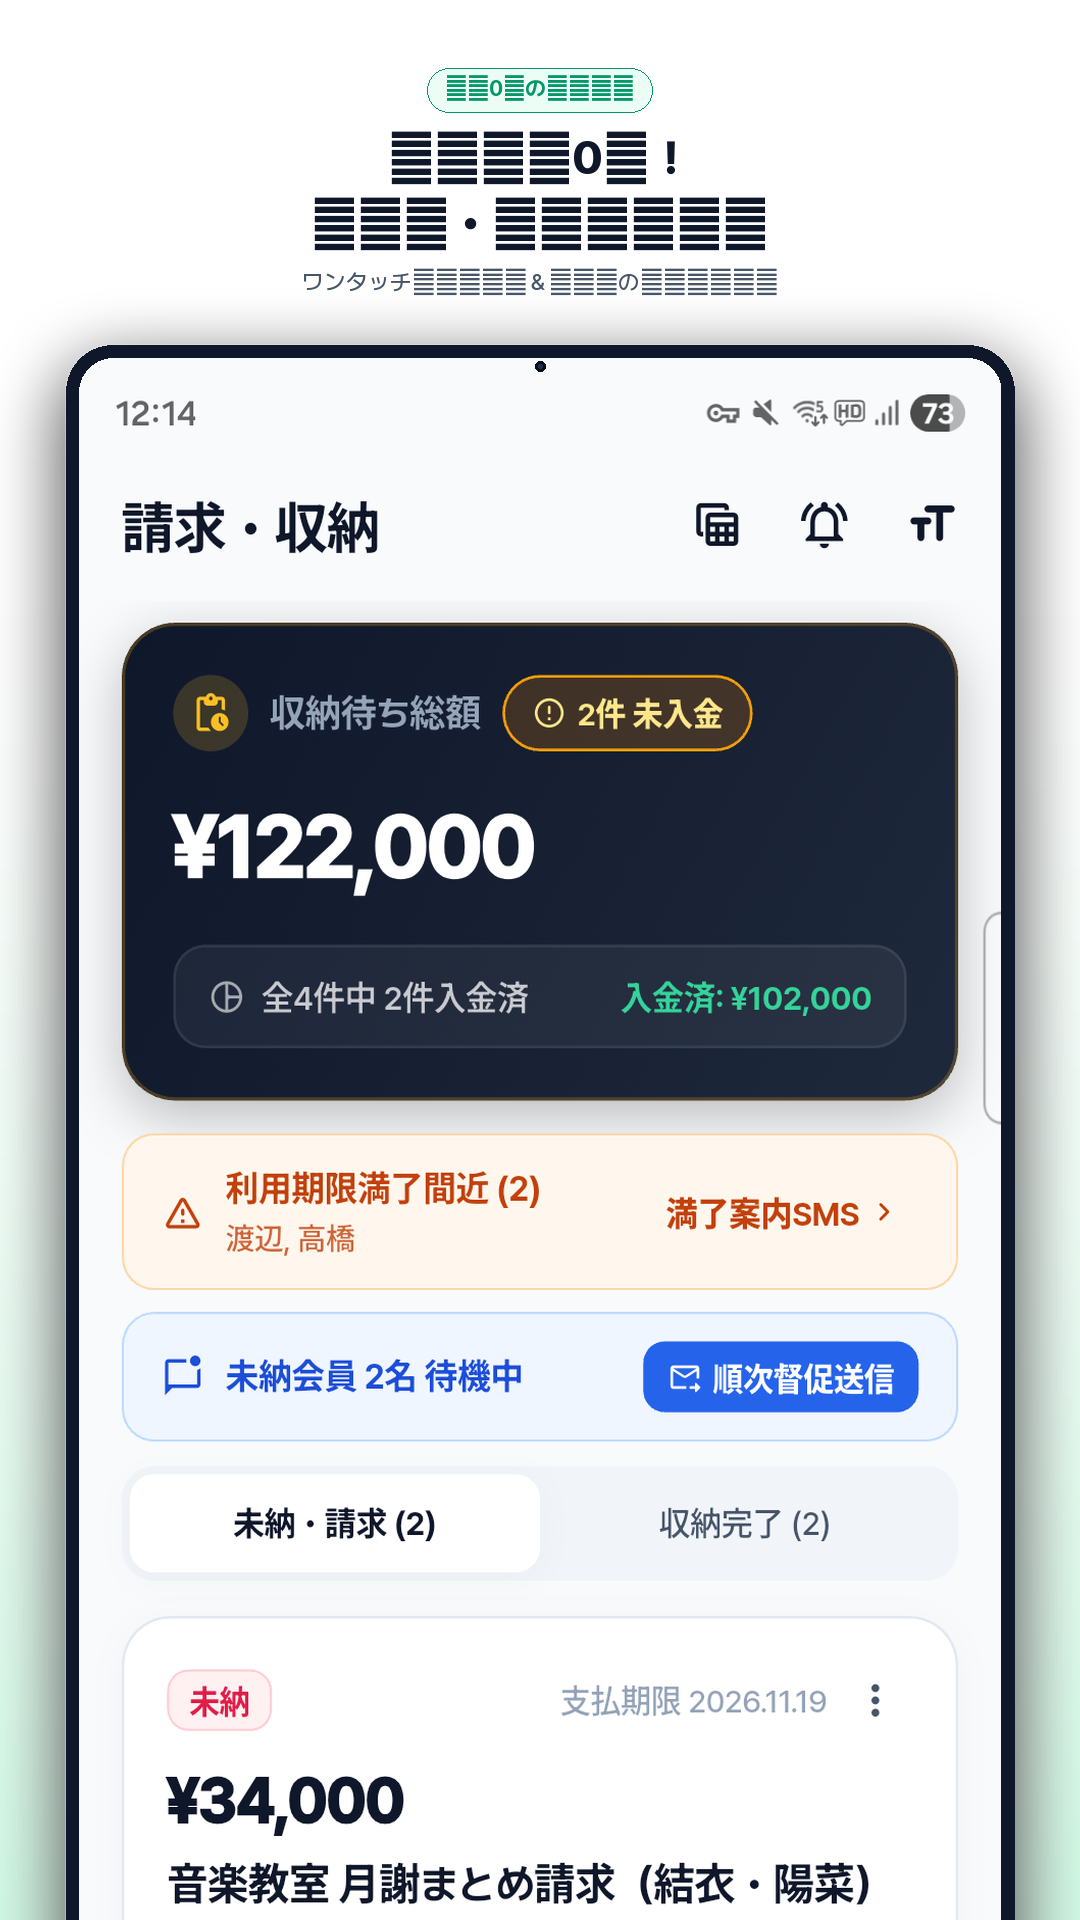 ワンタッチ
12:14
73
請求・収納
収納待ち総額
2件 未入金
¥122,000
全4件中 2件入金済
入金済: ¥102,000
利用期限満了間近 (2)
渡辺, 高橋
満了案内SMS
未納会員 2名 待機中
順次督促送信
未納・請求 (2)
収納完了 (2)
未納
支払期限 2026.11.19
¥34,000
音楽教室 月謝まとめ請求（結衣・陽菜）